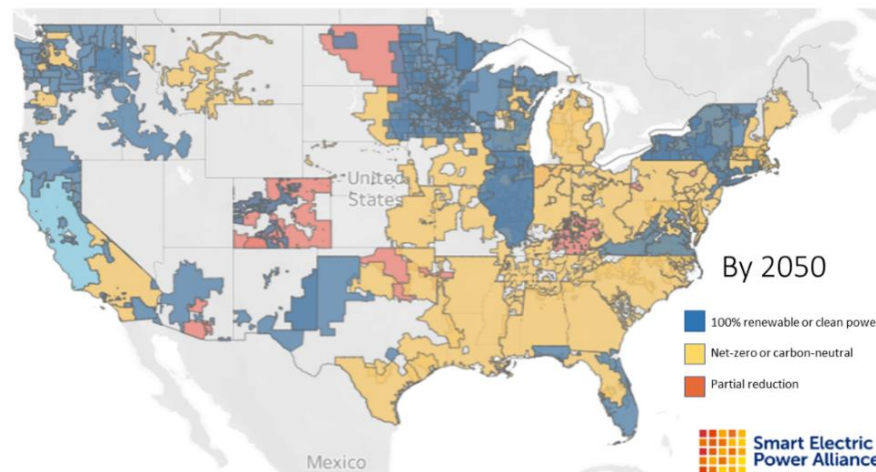 United
States
By 2050
100% renewable or clean powe
Net-zero or carbon-neutral
Partial reduction
Mexico
Smart Electric
Power Alliance